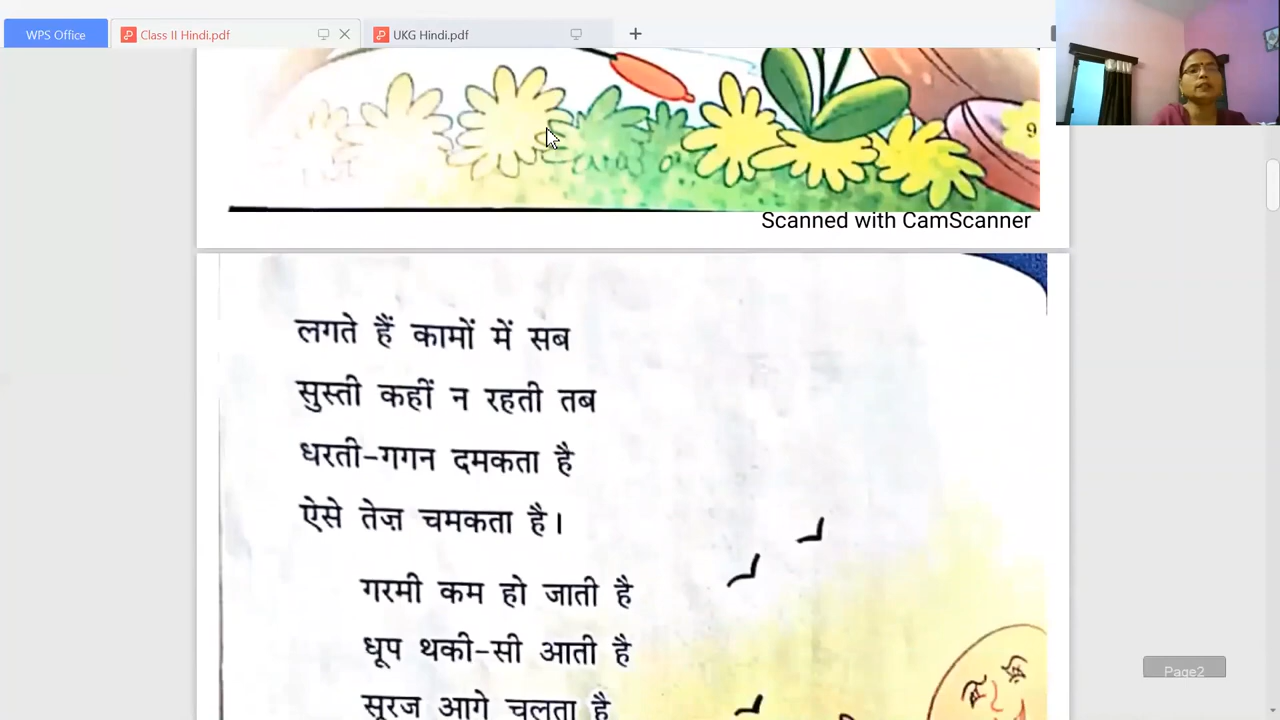 WPS Office
Class II Hindi.pdf
UKG Hindi.pdf
9
Scanned with CamScanner
लगते हैं कामों में सब
सुस्ती कहीं न रहती तब
धरती-गगन दमकता है
ऐसे तेज़ चमकता है।
गरमी कम हो जाती है
धूप थकी-सी आती है
सूरज आगे चलता है
Page2